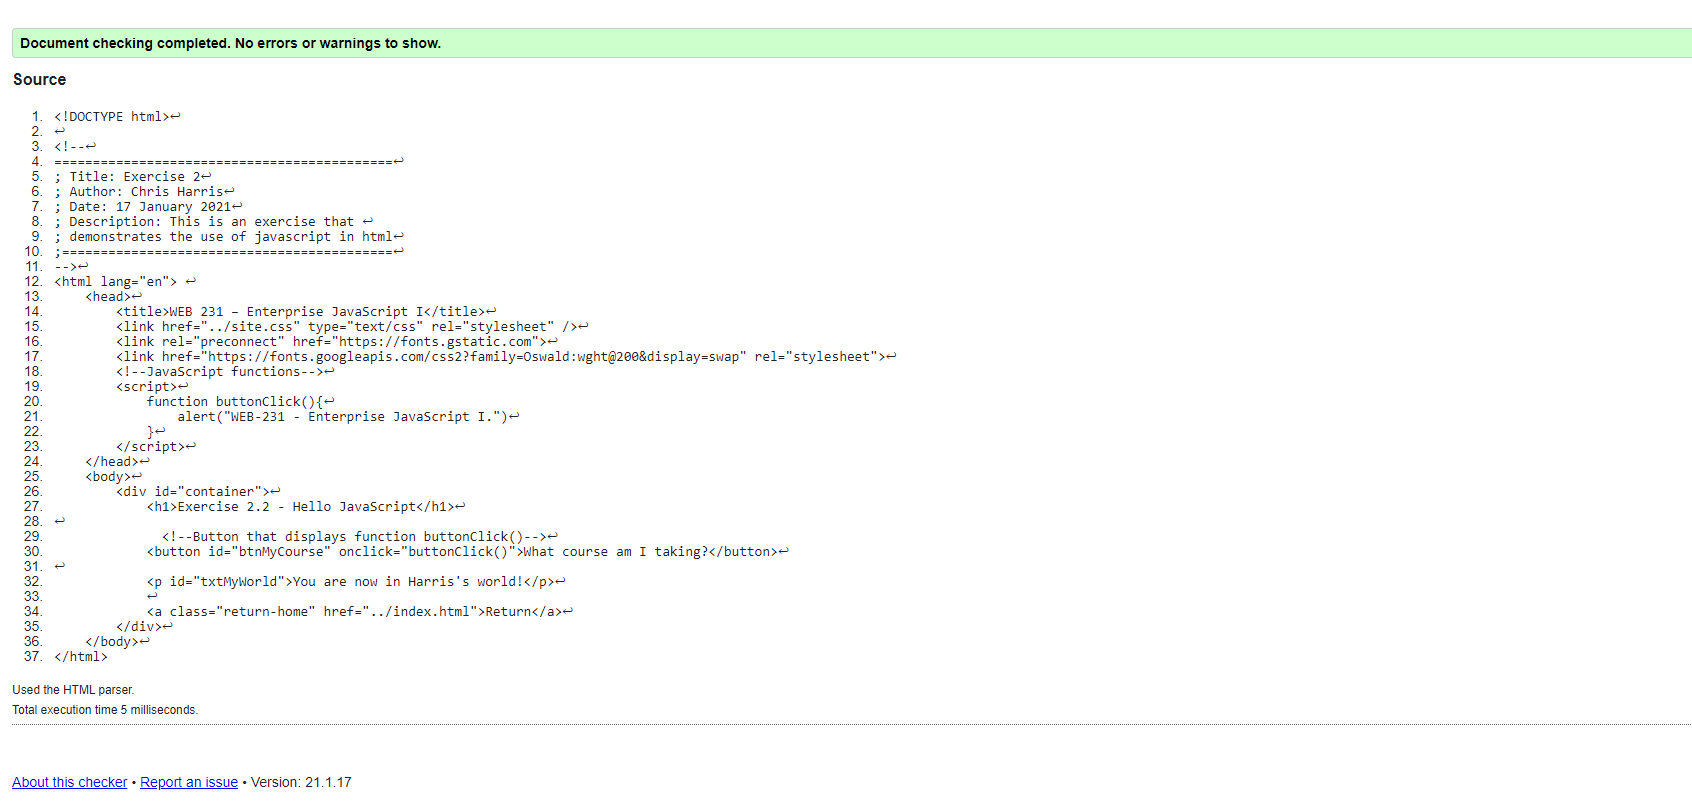 Document checking completed. No errors or warnings to show.
Source
1. <!DOCTYPE html>↩
2. ↩
3. <!--↩
4. ============================================↩
5. ; Title: Exercise 2↩
6. ; Author: Chris Harris↩
7. ; Date: 17 January 2021↩
8. ; Description: This is an exercise that ↩
9. ; demonstrates the use of javascript in html↩
10. ;===========================================↩
11. -->↩
12. <html lang="en"> ↩
13.     <head>↩
14.         <title>WEB 231 – Enterprise JavaScript I</title>↩
15.         <link href="../site.css" type="text/css" rel="stylesheet" />↩
16.         <link rel="preconnect" href="https://fonts.gstatic.com">↩
17.         <link href="https://fonts.googleapis.com/css2?family=Oswald:wght@200&display=swap" rel="stylesheet">↩
18.         <!--JavaScript functions-->↩
19.         <script>↩
20.             function buttonClick(){↩
21.                 alert("WEB-231 - Enterprise JavaScript I.")↩
22.             }↩
23.         </script>↩
24.     </head>↩
25.     <body>↩
26.         <div id="container">↩
27.             <h1>Exercise 2.2 - Hello JavaScript</h1>↩
28. ↩
29.               <!--Button that displays function buttonClick()-->↩
30.             <button id="btnMyCourse" onclick="buttonClick()">What course am I taking?</button>↩
31. ↩
32.             <p id="txtMyWorld">You are now in Harris's world!</p>↩
33.             ↩
34.             <a class="return-home" href="../index.html">Return</a>↩
35.         </div>↩
36.     </body>↩
37. </html>
Used the HTML parser.
Total execution time 5 milliseconds.
About this checker • Report an issue • Version: 21.1.17